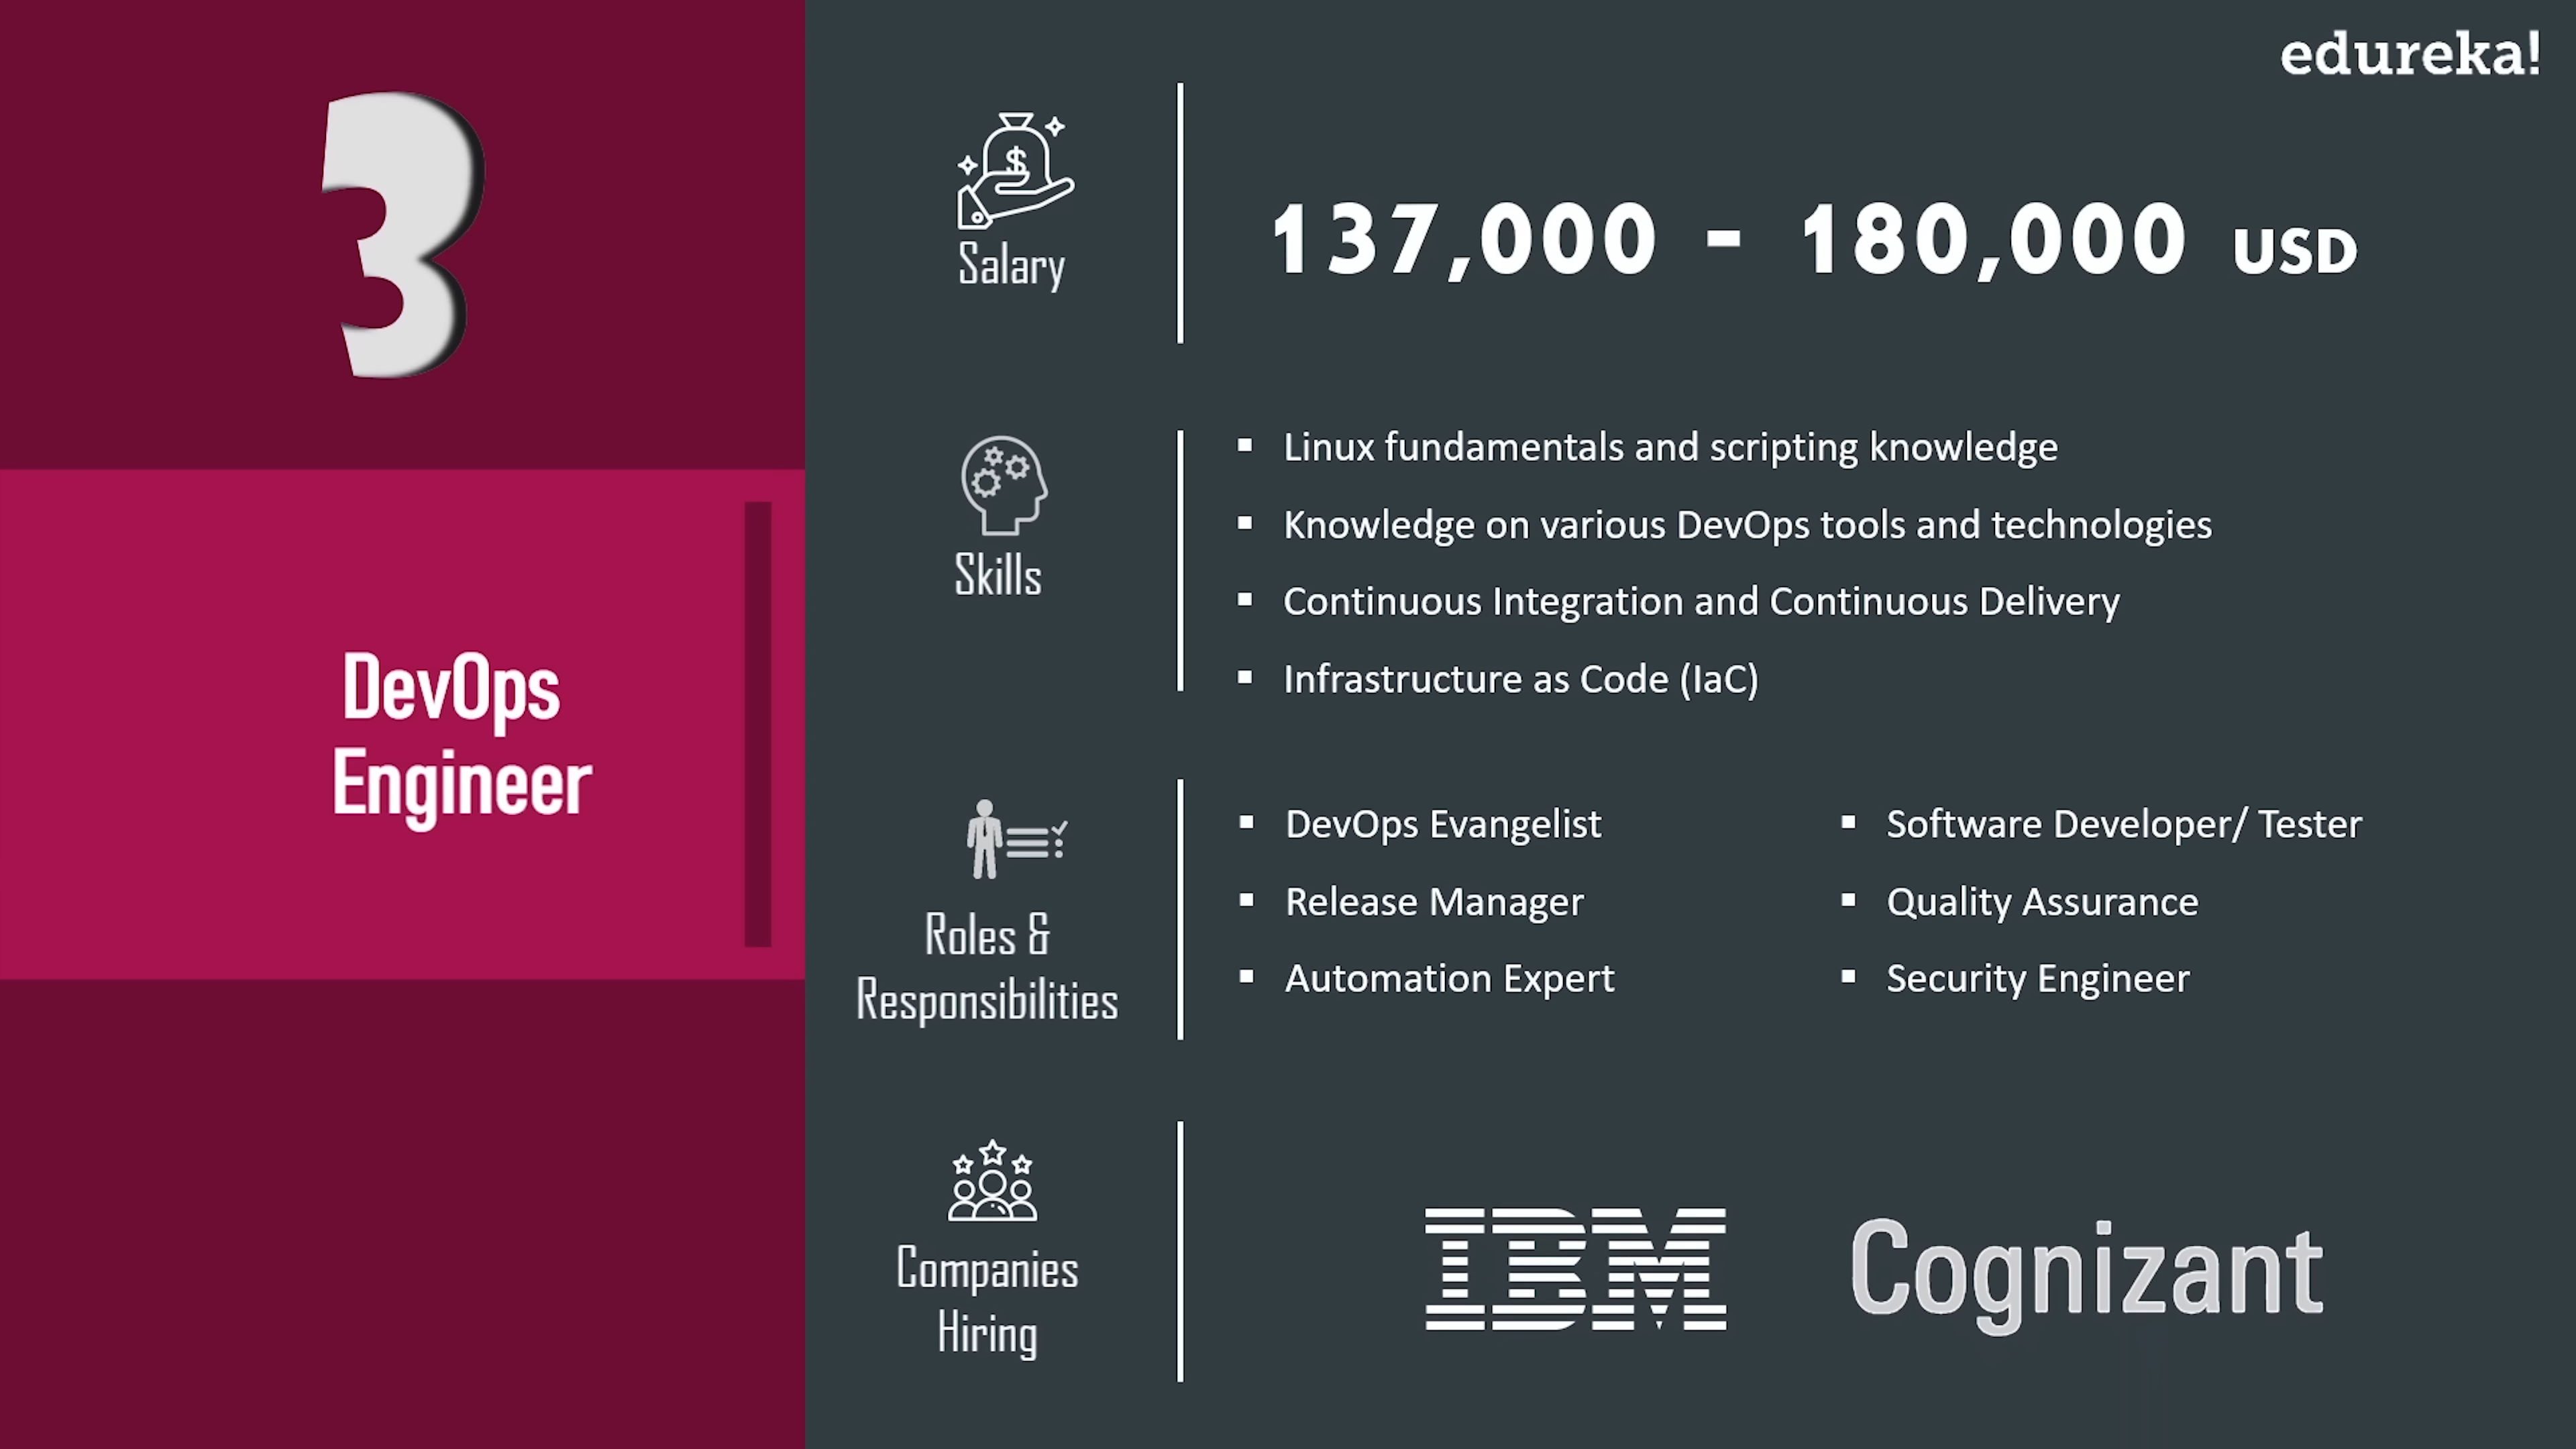 edureka!
3
DevOps
Engineer
$
Salary
137,000 - 180,000 USD
Skills
Linux fundamentals and scripting knowledge
Knowledge on various DevOps tools and technologies
Continuous Integration and Continuous Delivery
Infrastructure as Code (IaC)
Roles &
Responsibilities
DevOps Evangelist
Release Manager
Automation Expert
Software Developer/ Tester
Quality Assurance
Security Engineer
Companies
Hiring
IBM
Cognizant